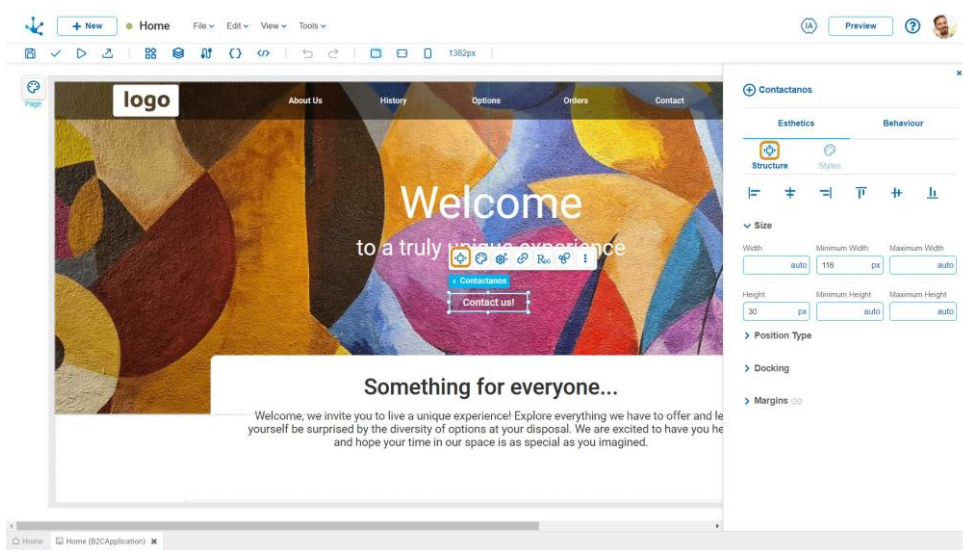 + New
Home
File
Edit
View
Tools
IA
Preview
?
1382px
Page
logo
About Us
History
Options
Orders
Contact
Welcome
to a truly unique experience
Contactanos
Contact us!
Something for everyone...
Welcome, we invite you to live a unique experience! Explore everything we have to offer and le
yourself be surprised by the diversity of options at your disposal. We are excited to have you he
and hope your time in our space is as special as you imagined.
Contactanos
Esthetics
Behaviour
Structure
Styles
Size
Width
Minimum Width
Maximum Width
auto
116 px
auto
Height
Minimum Height
Maximum Height
30 px
auto
auto
Position Type
Docking
Margins
Home
Home (B2CApplication)